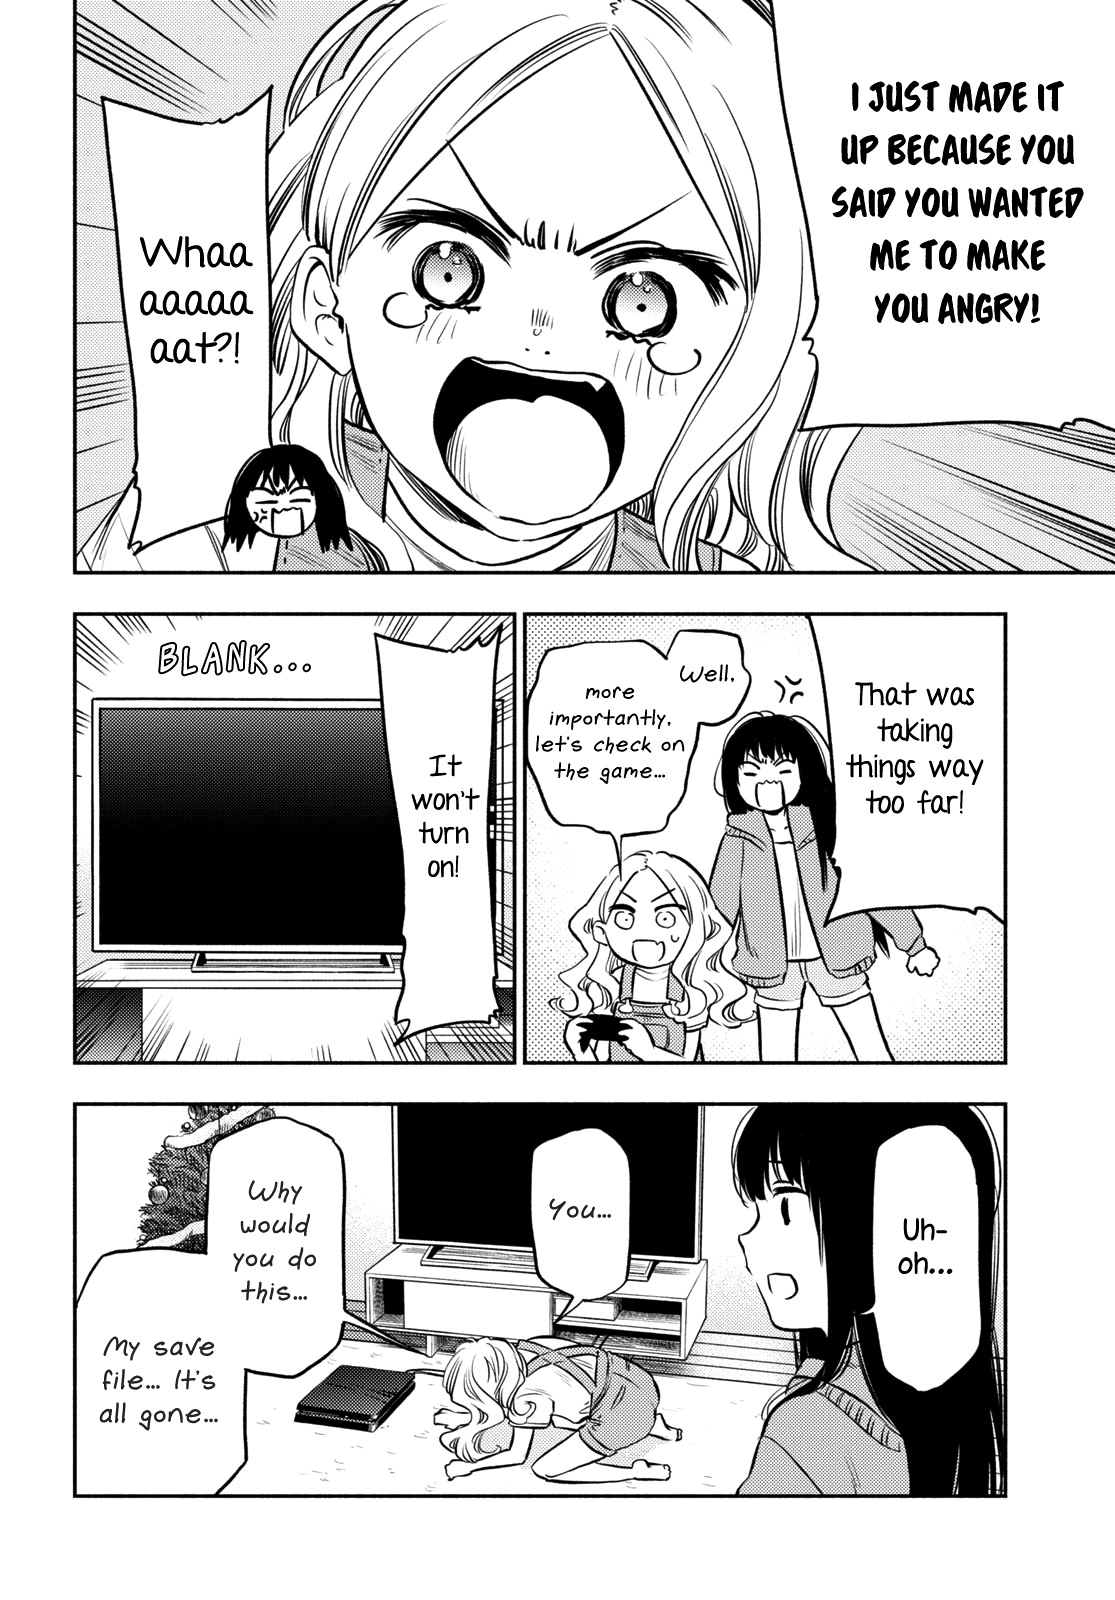 I JUST MADE IT
UP BECAUSE YOU
SAID YOU WANTED
ME TO MAKE
YOU ANGRY!
Whaa
aaaaa
aat?!
That was
taking
things way
too far!
Well,
more
importantly,
let's check on
the game...
BLANK...
It
won't
turn
on!
Uh-
oh...
You...
Why
would
you do
this...
My save
file... It's
all gone...